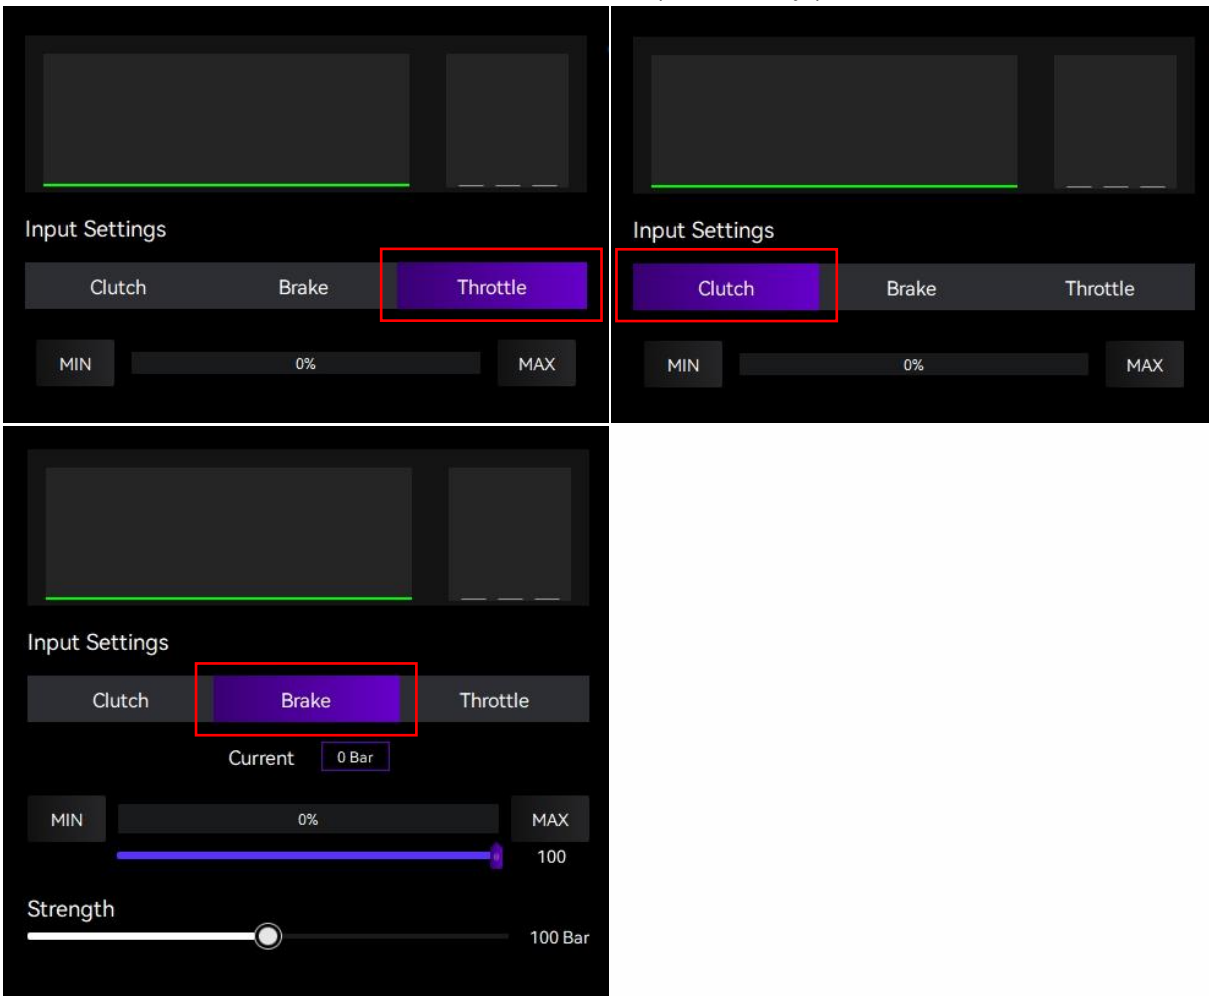 Input Settings
Clutch Brake Throttle
MIN 0% MAX
Input Settings
Clutch Brake Throttle
MIN 0% MAX
Input Settings
Clutch Brake Throttle
Current 0 Bar
MIN 0% MAX
100
Strength
100 Bar